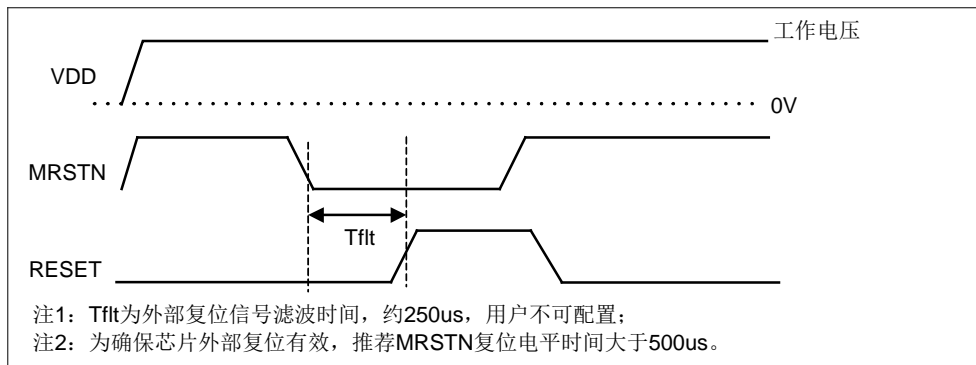 工作电压
VDD
0V
MRSTN
Tflt
RESET
注1：Tflt为外部复位信号滤波时间，约250us，用户不可配置；
注2：为确保芯片外部复位有效，推荐MRSTN复位电平时间大于500us。